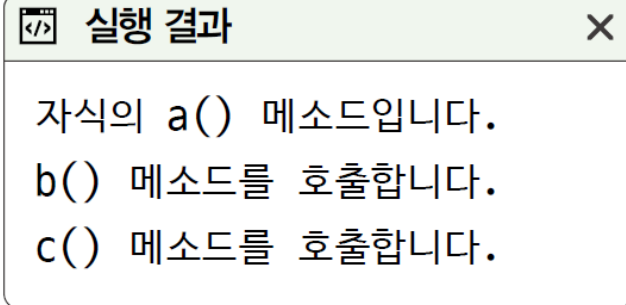 실행 결과
자식의 a() 메소드입니다.
b() 메소드를 호출합니다.
c() 메소드를 호출합니다.